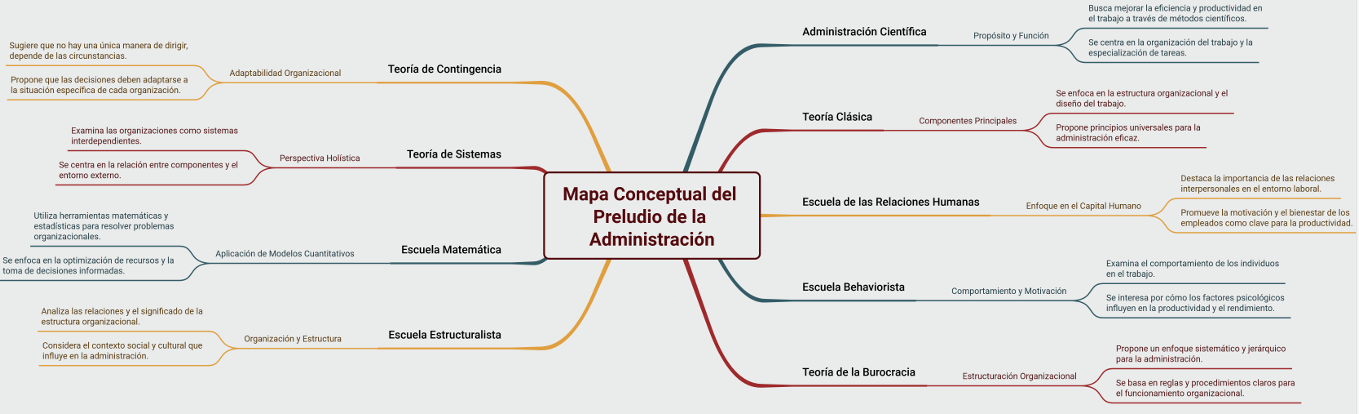 Mapa Conceptual del
Preludio de la
Administración
Administración Científica
Propósito y Función
Busca mejorar la eficiencia y productividad en
el trabajo a través de métodos científicos.
Se centra en la organización del trabajo y la
especialización de tareas.
Teoría Clásica
Componentes Principales
Se enfoca en la estructura organizacional y el
diseño del trabajo.
Propone principios universales para la
administración eficaz.
Escuela de las Relaciones Humanas
Enfoque en el Capital Humano
Destaca la importancia de las relaciones
interpersonales en el entorno laboral.
Promueve la motivación y el bienestar de los
empleados como clave para la productividad.
Escuela Behaviorista
Comportamiento y Motivación
Examina el comportamiento de los individuos
en el trabajo.
Se interesa por cómo los factores psicológicos
influyen en la productividad y el rendimiento.
Teoría de la Burocracia
Estructuración Organizacional
Propone un enfoque sistemático y jerárquico
para la administración.
Se basa en reglas y procedimientos claros para
el funcionamiento organizacional.
Teoría de Contingencia
Adaptabilidad Organizacional
Sugiere que no hay una única manera de dirigir,
depende de las circunstancias.
Propone que las decisiones deben adaptarse a
la situación específica de cada organización.
Teoría de Sistemas
Perspectiva Holística
Examina las organizaciones como sistemas
interdependientes.
Se centra en la relación entre componentes y el
entorno externo.
Escuela Matemática
Aplicación de Modelos Cuantitativos
Utiliza herramientas matemáticas y
estadísticas para resolver problemas
organizacionales.
Se enfoca en la optimización de recursos y la
toma de decisiones informadas.
Escuela Estructuralista
Organización y Estructura
Analiza las relaciones y el significado de la
estructura organizacional.
Considera el contexto social y cultural que
influye en la administración.